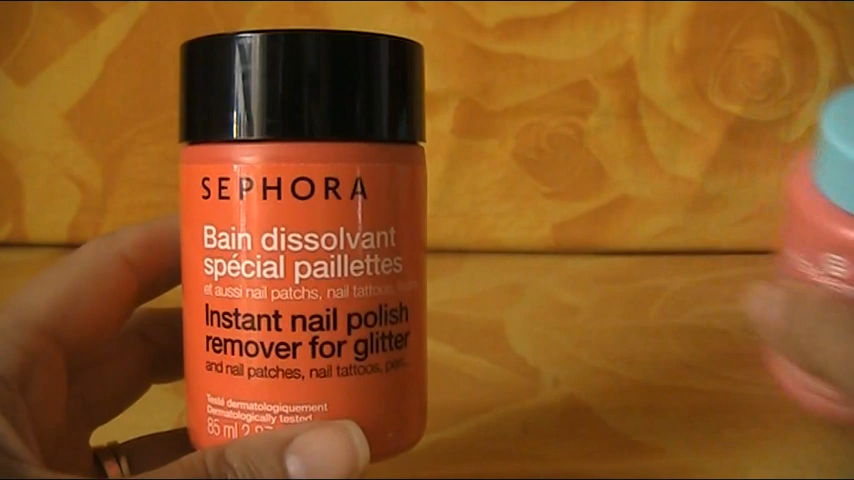 SEPHORA
Bain dissolvant
spécial paillettes
et aussi nail patchs, nail tattoos,
Instant nail polish
remover for glitter
and nail patches, nail tattoos,
Testé dermatologiquement
Dermatologically tested
85 ml